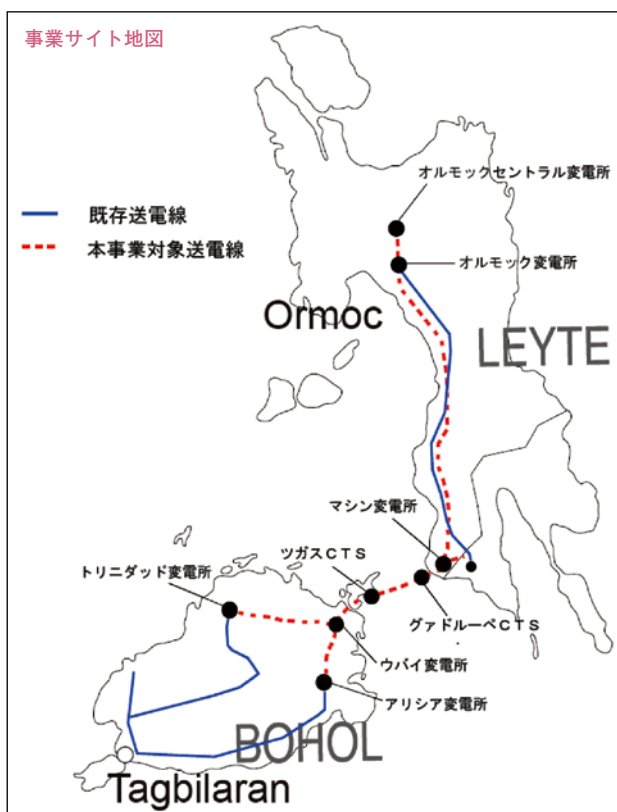 事業サイト地図
オルモックセントラル変電所
既存送電線
本事業対象送電線
オルモック変電所
Ormoc
LEYTE
マシン変電所
ツガスCTS
トリニダッド変電所
グァドルーペCTS
ウバイ変電所
アリシア変電所
BOHOL
Tagbilaran